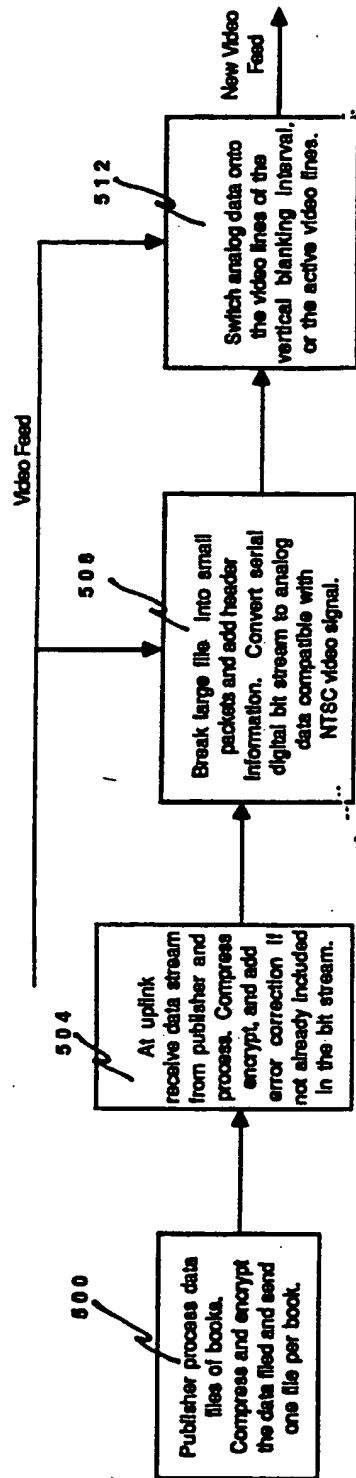 Video Feed
500
Publisher process data
files of books.
Compress and encrypt
the data filed and send
one file per book.
504
At uplink
receive data stream
from publisher and
process. Compress
encrypt, and add
error correction if
not already included
in the bit stream.
508
Break large file into small
packets and add header
information. Convert serial
digital bit stream to analog
data compatible with
NTSC video signal.
512
Switch analog data onto
the video lines of the
vertical blanking interval,
or the active video lines.
New Video
Feed